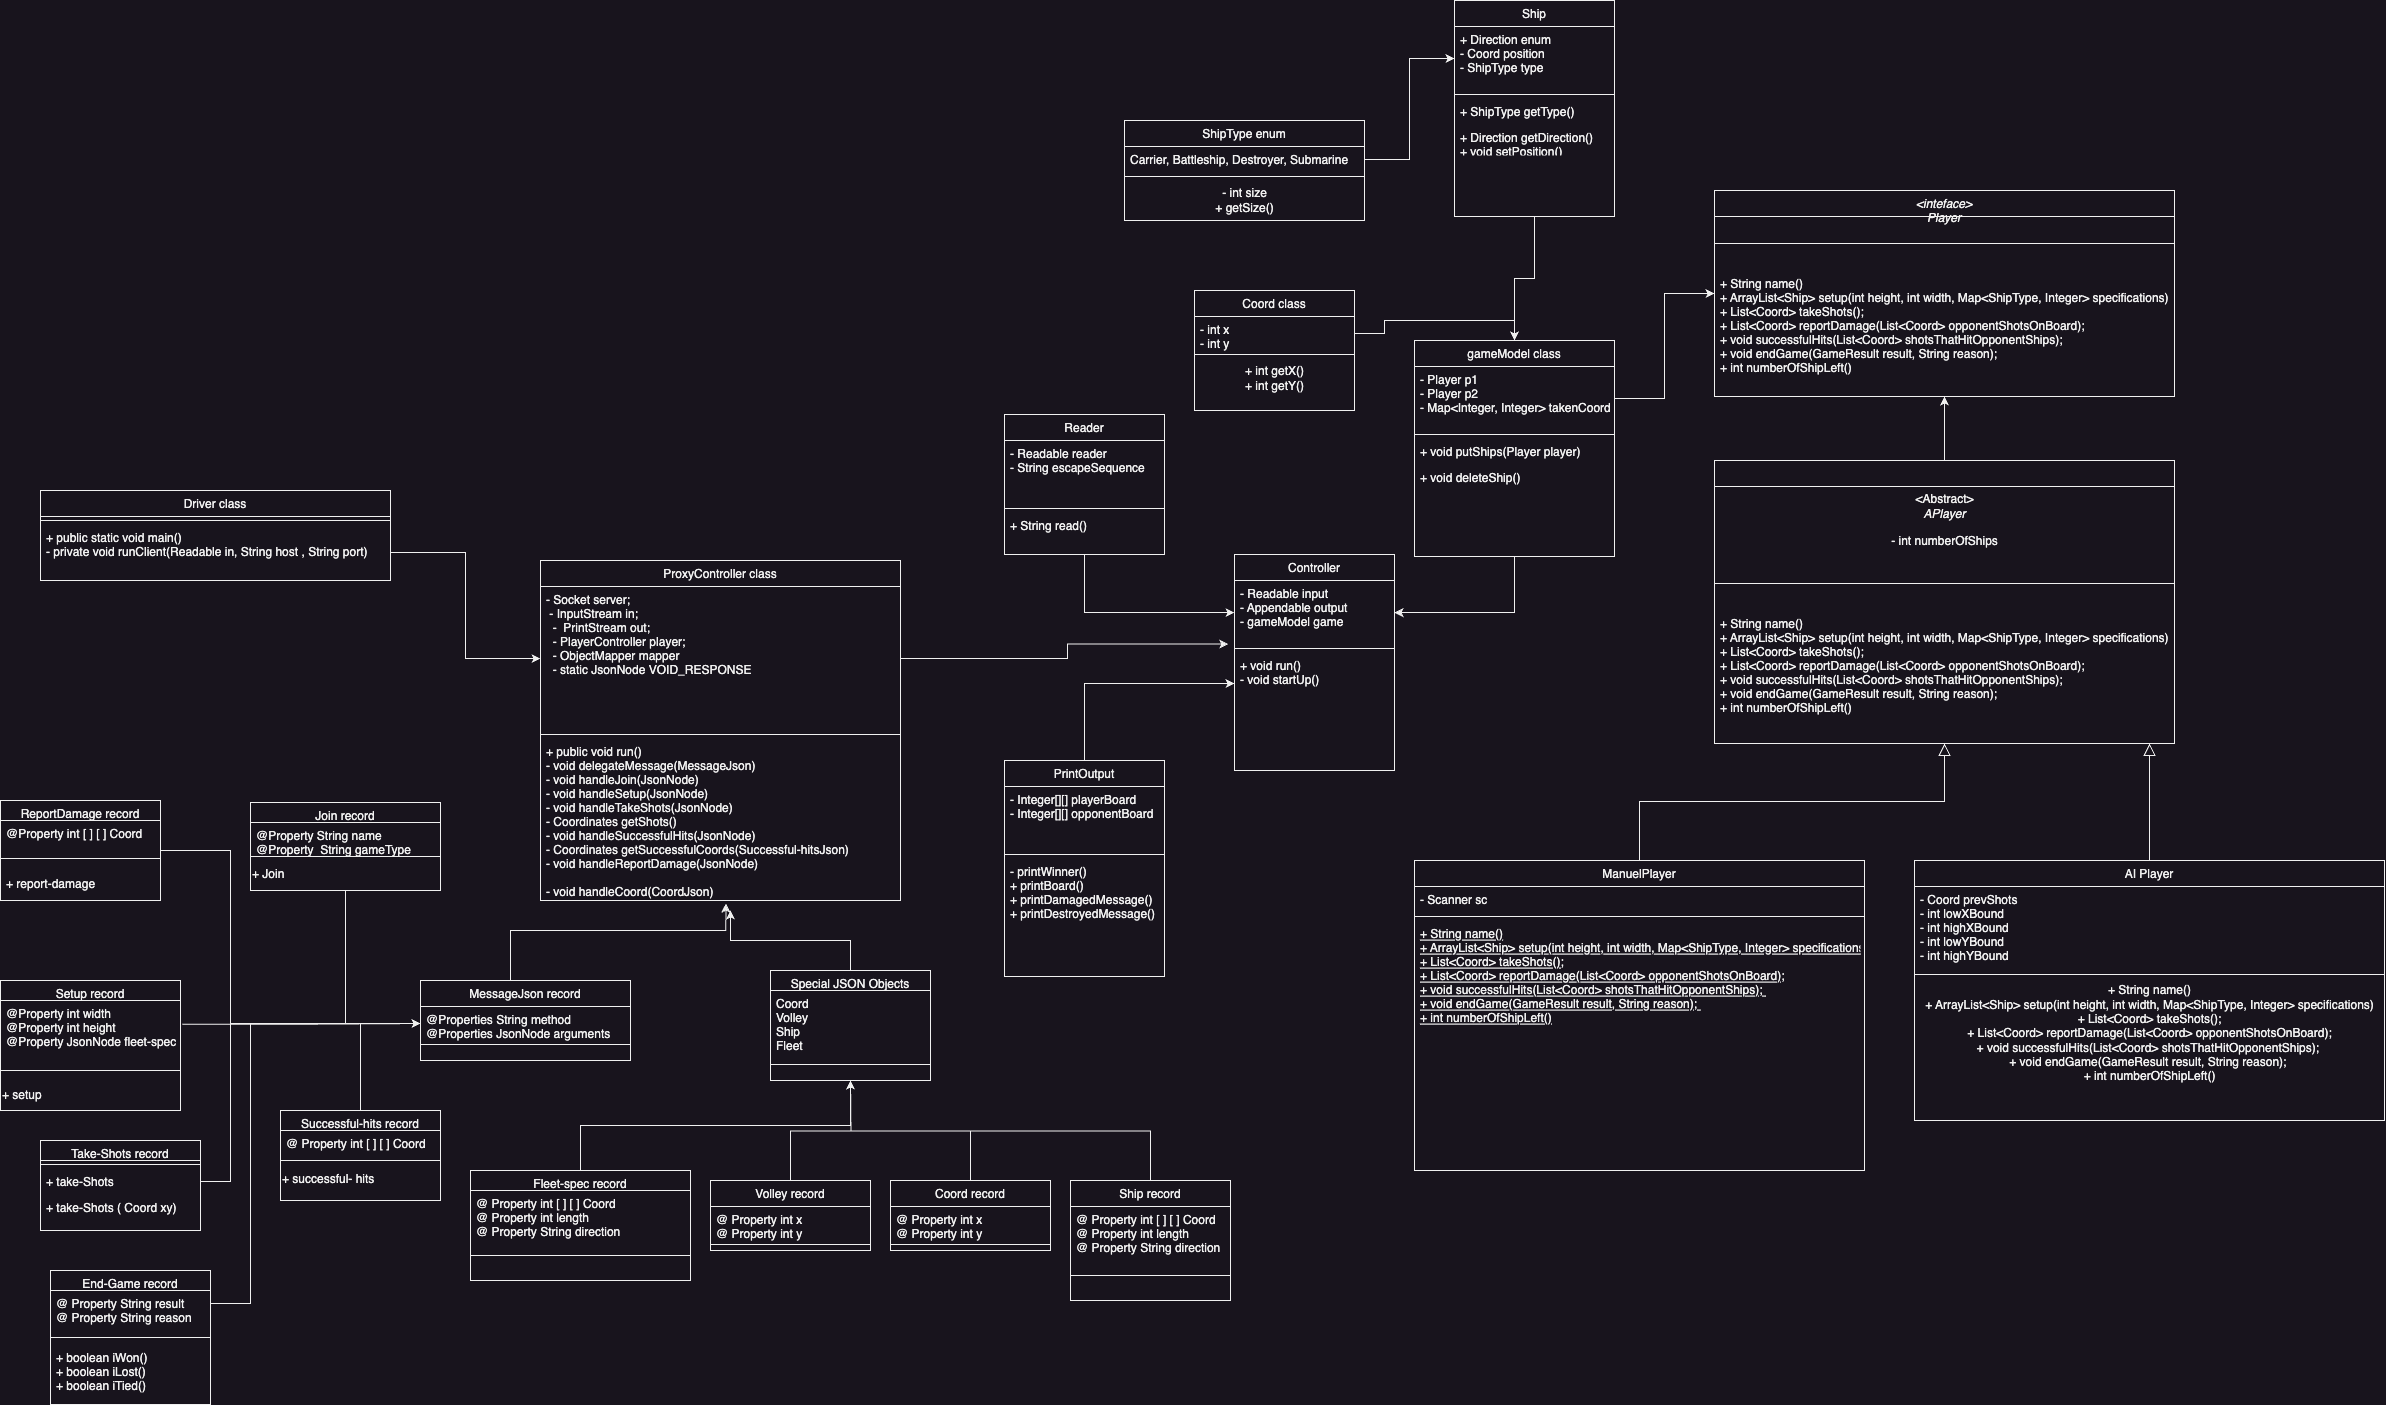 Ship
+ Direction enum
- Coord position
- ShipType type
+ ShipType getType()
+ Direction getDirection()
+ void setPosition()
ShipType enum
Carrier, Battleship, Destroyer, Submarine
- int size
+ getSize()
<inteface>
Player
+ String name()
+ ArrayList<Ship> setup(int height, int width, Map<ShipType, Integer> specifications)
+ List<Coord> takeShots();
+ List<Coord> reportDamage(List<Coord> opponentShotsOnBoard);
+ void successfulHits(List<Coord> shotsThatHitOpponentShips);
+ void endGame(GameResult result, String reason);
+ int numberOfShipLeft()
Coord class
- int x
- int y
+ int getX()
+ int getY()
gameModel class
- Player p1
- Player p2
- Map<Integer, Integer> takenCoord
+ void putShips(Player player)
+ void deleteShip()
Reader
- Readable reader
- String escapeSequence
+ String read()
<Abstract>
APlayer
- int numberOfShips
+ String name()
+ ArrayList<Ship> setup(int height, int width, Map<ShipType, Integer> specifications)
+ List<Coord> takeShots();
+ List<Coord> reportDamage(List<Coord> opponentShotsOnBoard);
+ void successfulHits(List<Coord> shotsThatHitOpponentShips);
+ void endGame(GameResult result, String reason);
+ int numberOfShipLeft()
Driver class
+ public static void main()
- private void runClient(Readable in, String host , String port)
ProxyController class
- Socket server;
- InputStream in;
- PrintStream out;
- PlayerController player;
- ObjectMapper mapper
- static JsonNode VOID_RESPONSE
+ public void run()
- void delegateMessage(MessageJson)
- void handleJoin(JsonNode)
- void handleSetup(JsonNode)
- void handleTakeShots(JsonNode)
- Coordinates getShots()
- void handleSuccessfulHits(JsonNode)
- Coordinates getSuccessfulCoords(Successful-hitsJson)
- void handleReportDamage(JsonNode)
- void handleCoord(CoordJson)
Controller
- Readable input
- Appendable output
- gameModel game
+ void run()
- void startUp()
PrintOutput
- Integer[][] playerBoard
- Integer[][] opponentBoard
- printWinner()
+ printBoard()
+ printDamagedMessage()
+ printDestroyedMessage()
ReportDamage record
@Property int [ ] [ ] Coord
+ report-damage
Join record
@Property String name
@Property String gameType
+ Join
Setup record
@Property int width
@Property int height
@Property JsonNode fleet-spec
+ setup
MessageJson record
@Properties String method
@Properties JsonNode arguments
Special JSON Objects
Coord
Volley
Ship
Fleet
ManuelPlayer
- Scanner sc
+ String name()
+ ArrayList<Ship> setup(int height, int width, Map<ShipType, Integer> specifications
+ List<Coord> takeShots();
+ List<Coord> reportDamage(List<Coord> opponentShotsOnBoard);
+ void successfulHits(List<Coord> shotsThatHitOpponentShips);
+ void endGame(GameResult result, String reason);
+ int numberOfShipLeft()
AI Player
- Coord prevShots
- int lowXBound
- int highXBound
- int lowYBound
- int highYBound
+ String name()
+ ArrayList<Ship> setup(int height, int width, Map<ShipType, Integer> specifications)
+ List<Coord> takeShots();
+ List<Coord> reportDamage(List<Coord> opponentShotsOnBoard);
+ void successfulHits(List<Coord> shotsThatHitOpponentShips);
+ void endGame(GameResult result, String reason);
+ int numberOfShipLeft()
Successful-hits record
@ Property int [ ] [ ] Coord
+ successful- hits
Take-Shots record
+ take-Shots
+ take-Shots ( Coord xy)
Fleet-spec record
@ Property int [ ] [ ] Coord
@ Property int length
@ Property String direction
Volley record
@ Property int x
@ Property int y
Coord record
@ Property int x
@ Property int y
Ship record
@ Property int [ ] [ ] Coord
@ Property int length
@ Property String direction
End-Game record
@ Property String result
@ Property String reason
+ boolean iWon()
+ boolean iLost()
+ boolean iTied()